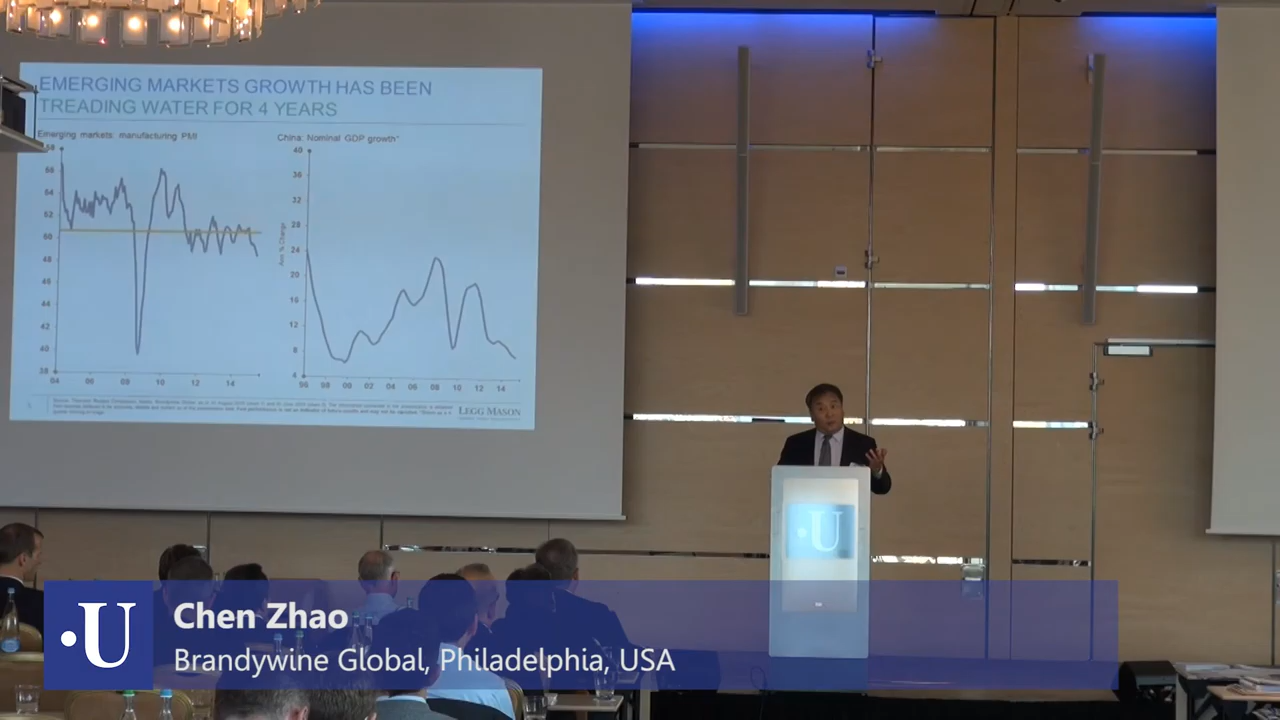 EMERGING MARKETS GROWTH HAS BEEN
TREADING WATER FOR 4 YEARS
Emerging markets: manufacturing PMI
China: Nominal GDP growth*
58
56
54
52
50
48
46
44
42
40
38
04 06 08 10 12 14
40
36
32
28
24
20
16
12
8
4
Ann % Change
96 98 00 02 04 06 08 10 12 14
LEGG MASON
·U
·U
Chen Zhao
Brandywine Global, Philadelphia, USA